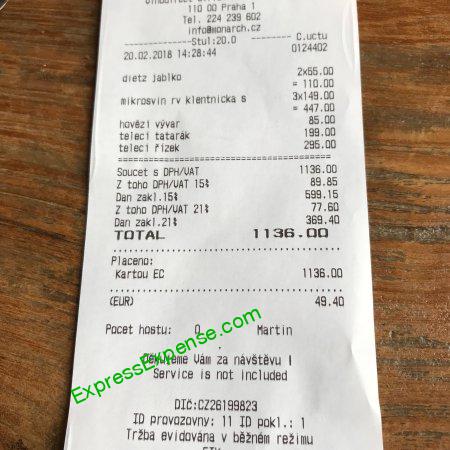 110 00 Praha 1
Tel. 224 239 602
info@monarch.cz
Stul:20.0 C.uctu
20.02.2018 14:28:44 0124402
dietz jablko 2x55.00
= 110.00
mikrosvin rv klentnicka s 3x149.00
= 447.00
hovězí vývar 85.00
telecí tatarák 199.00
telecí řízek 295.00
Soucet s DPH/VAT 1136.00
Z toho DPH/VAT 15% 89.85
Dan zakl.15% 599.15
Z toho DPH/VAT 21% 77.60
Dan zakl.21% 369.40
TOTAL 1136.00
Placeno:
Kartou EC 1136.00
(EUR) 49.40
Pocet hostu: 0 Martin
Děkujeme Vám za návštěvu !
Service is not included
ExpressExpense.com
DIč:CZ26199823
ID provozovny: 11 ID pokl.: 1
Tržba evidována v běžném režimu